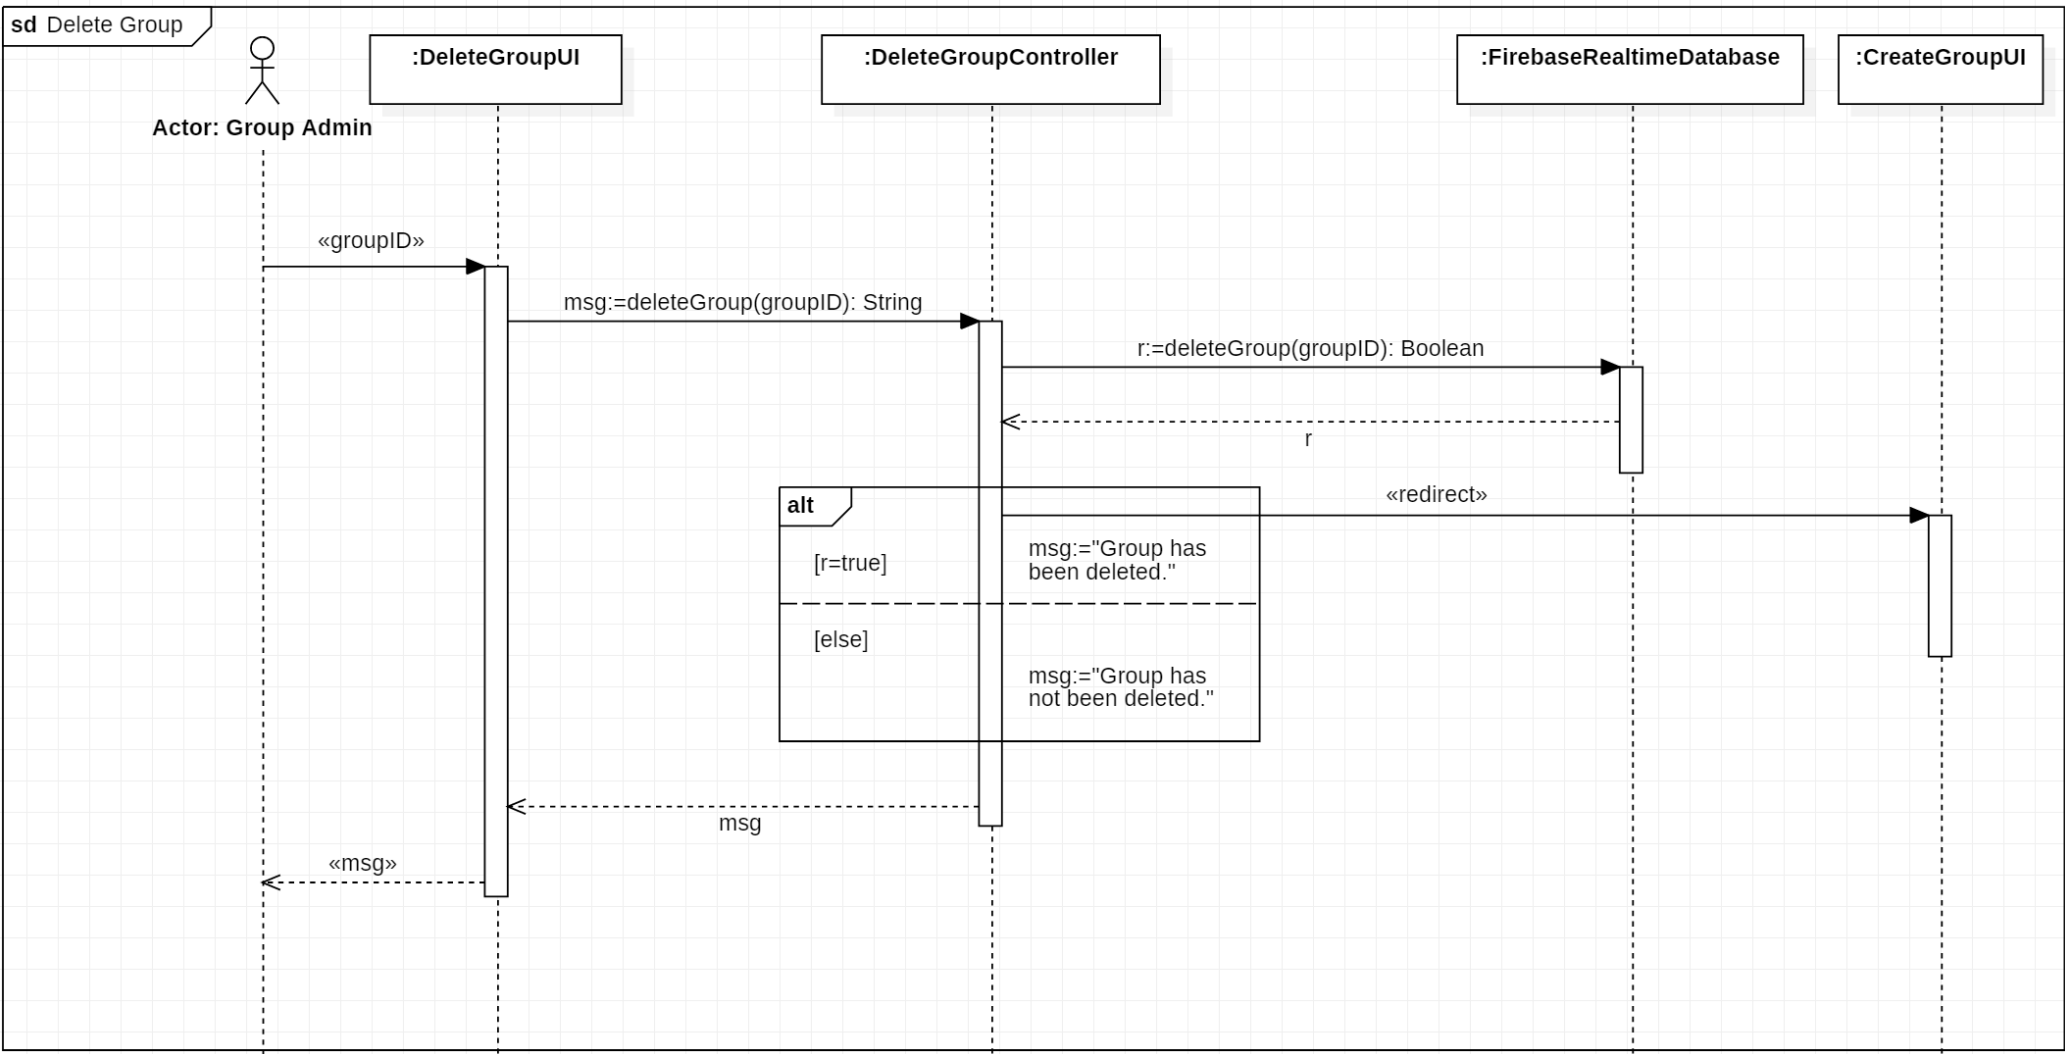 sd Delete Group
:DeleteGroupUI
:DeleteGroupController
:FirebaseRealtimeDatabase
:CreateGroupUI
Actor: Group Admin
«groupID»
msg:=deleteGroup(groupID): String
r:=deleteGroup(groupID): Boolean
r
alt
«redirect»
[r=true]
msg:="Group has
been deleted."
[else]
msg:="Group has
not been deleted."
msg
«msg»